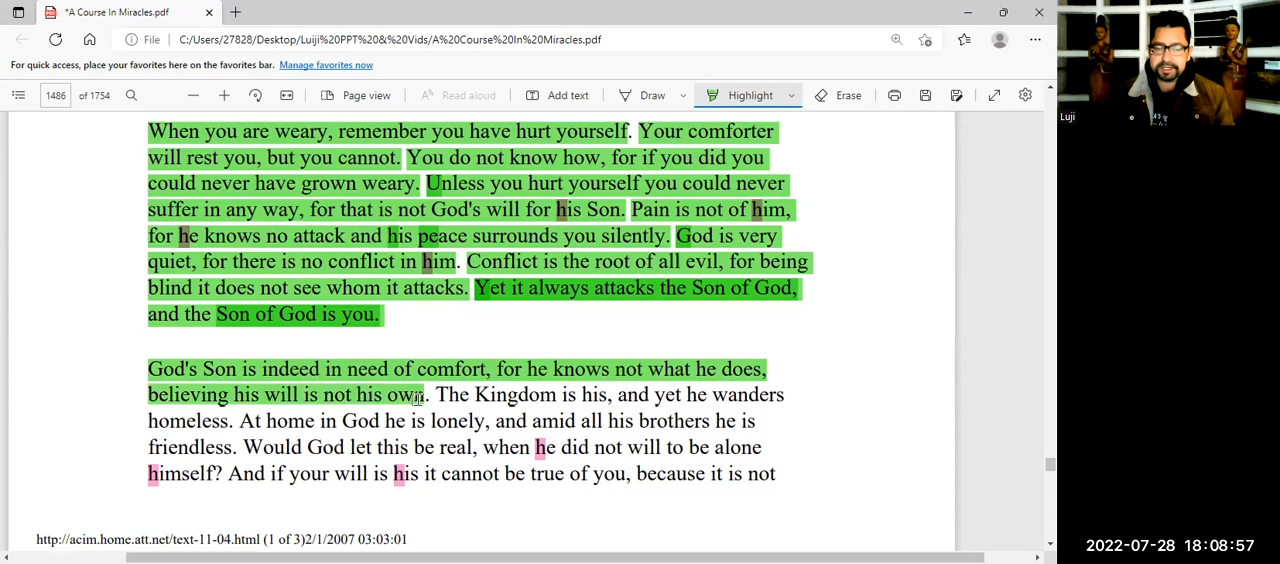 *A Course In Miracles.pdf
File C:/Users/27828/Desktop/Luiji%20PPT%20&%20Vids/A%20Course%20In%20Miracles.pdf
For quick access, place your favorites here on the favorites bar. Manage favorites now
1486 of 1754 Page view Read aloud Add text Draw Highlight Erase
When you are weary, remember you have hurt yourself. Your comforter
will rest you, but you cannot. You do not know how, for if you did you
could never have grown weary. Unless you hurt yourself you could never
suffer in any way, for that is not God's will for his Son. Pain is not of him,
for he knows no attack and his peace surrounds you silently. God is very
quiet, for there is no conflict in him. Conflict is the root of all evil, for being
blind it does not see whom it attacks. Yet it always attacks the Son of God,
and the Son of God is you.
God's Son is indeed in need of comfort, for he knows not what he does,
believing his will is not his own. The Kingdom is his, and yet he wanders
homeless. At home in God he is lonely, and amid all his brothers he is
friendless. Would God let this be real, when he did not will to be alone
himself? And if your will is his it cannot be true of you, because it is not
http://acim.home.att.net/text-11-04.html (1 of 3)2/1/2007 03:03:01
Luji
2022-07-28 18:08:57